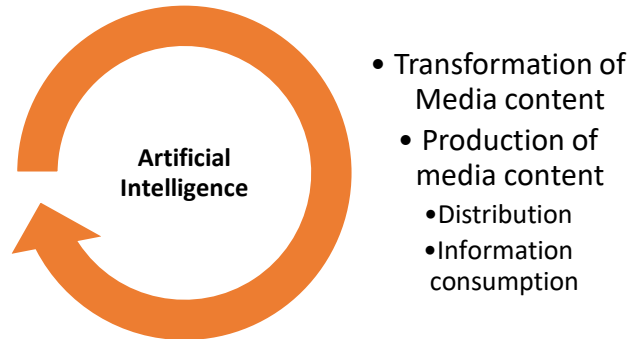 Artificial
Intelligence
• Transformation of
Media content
• Production of
media content
•Distribution
•Information
consumption